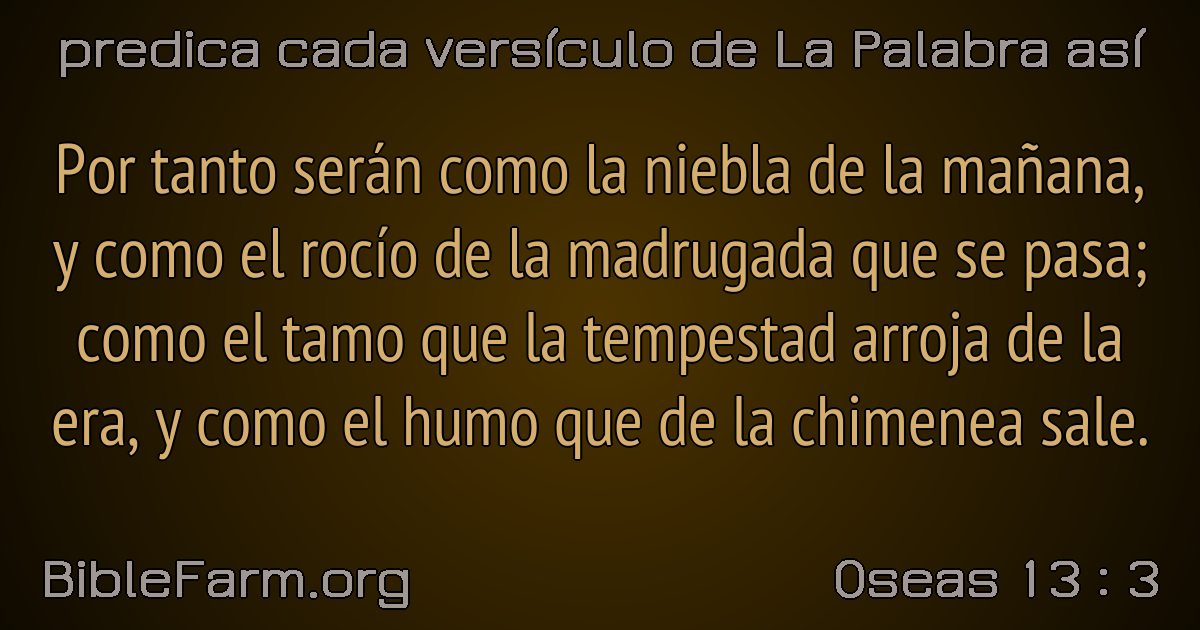 predica cada versículo de La Palabra así
Por tanto serán como la niebla de la mañana,
y como el rocío de la madrugada que se pasa;
como el tamo que la tempestad arroja de la
era, y como el humo que de la chimenea sale.
BibleFarm.org
Oseas 13 : 3